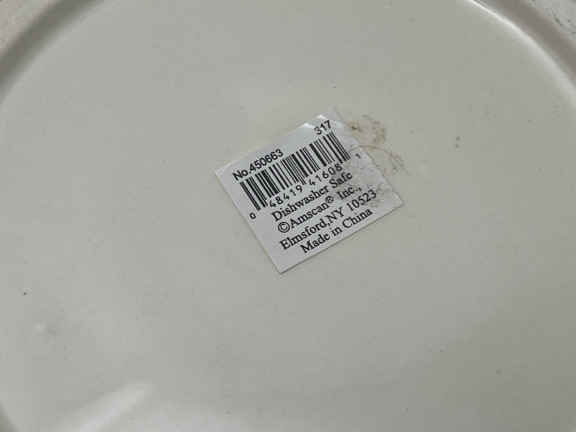 317
No.450663
0 48419 41608 1
Dishwasher Safe
©Amscan® Inc.,
Elmsford,NY 10523
Made in China